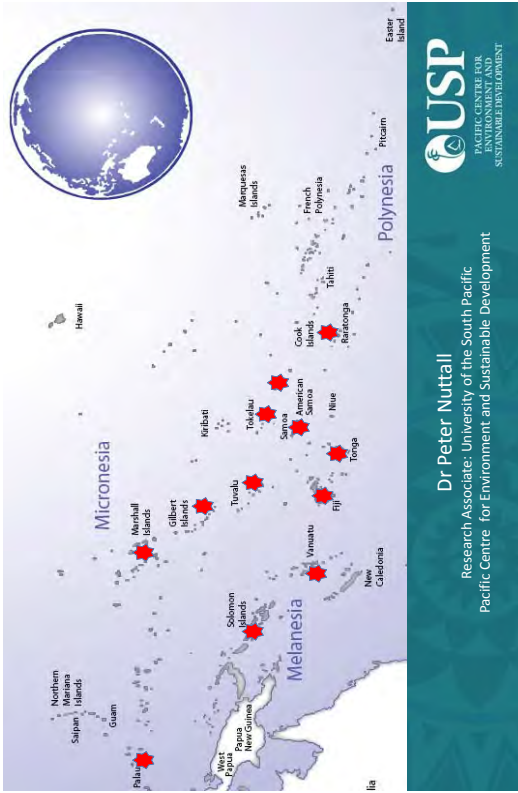 Northern
Mariana
Islands
Saipan
Guam
Palau
Hawaii
Micronesia
Marshall
Islands
Gilbert
Islands
Kiribati
Tuvalu
Tokelau
Solomon
Islands
West
Papua
Papua
New Guinea
Melanesia
Vanuatu
New
Caledonia
Fiji
Tonga
Samoa
American
Samoa
Niue
Cook
Islands
Raratonga
Tahiti
French
Polynesia
Marquesas
Islands
Pitcairn
Polynesia
Easter
Island
lia
Dr Peter Nuttall
Research Associate: University of the South Pacific
Pacific Centre for Environment and Sustainable Development
USP
PACIFIC CENTRE FOR
ENVIRONMENT AND
SUSTAINABLE DEVELOPMENT